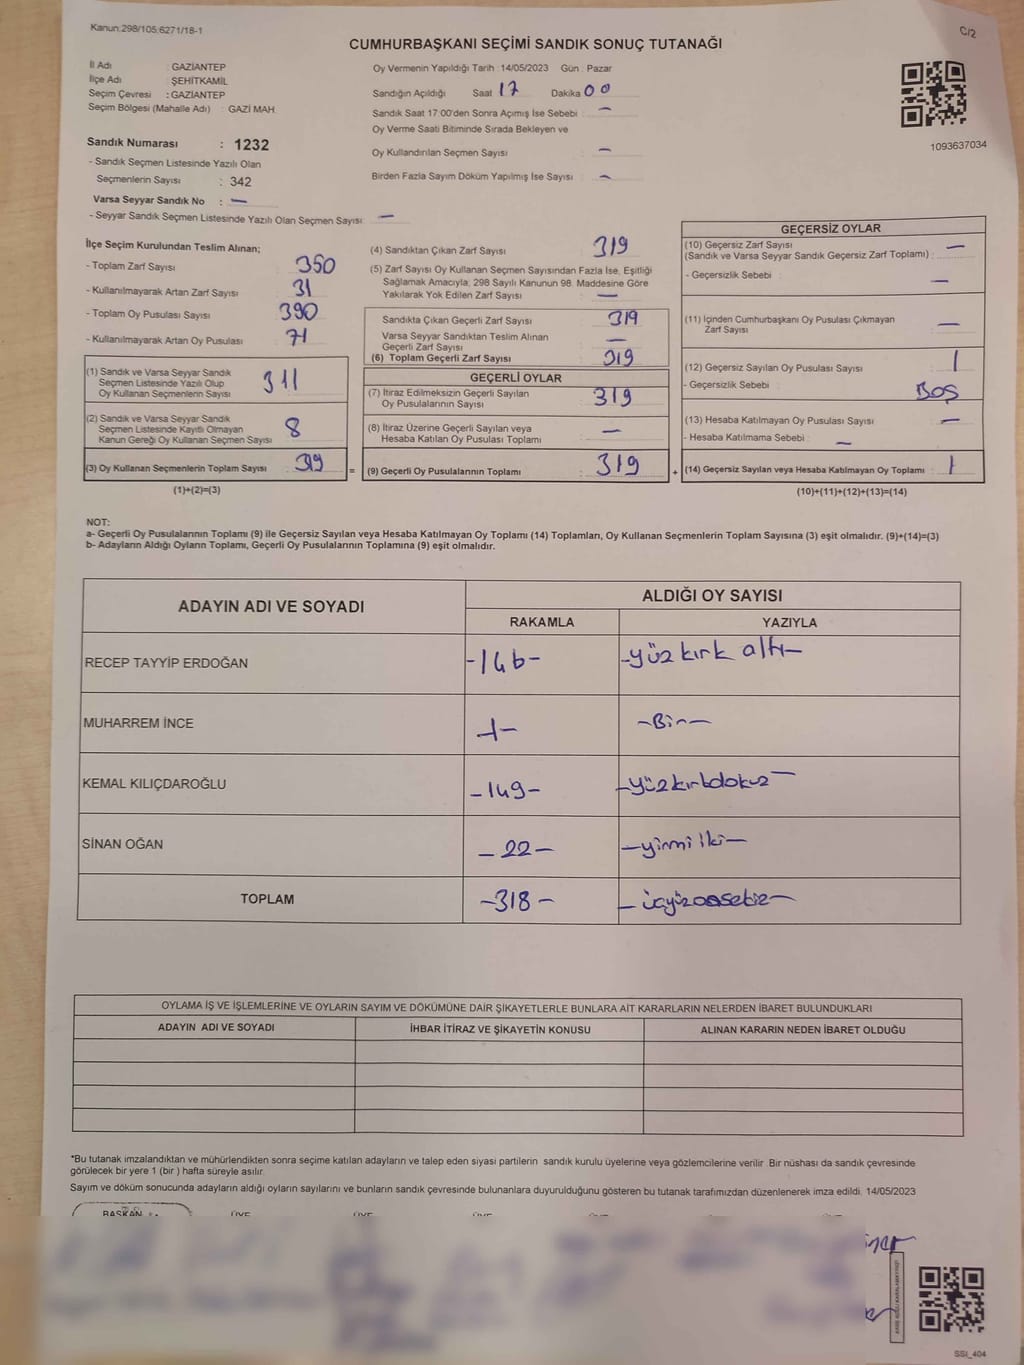 Kanun:298/105;6271/18-1
C/2
CUMHURBAŞKANI SEÇİMİ SANDIK SONUÇ TUTANAĞI
İl Adı : GAZİANTEP
İlçe Adı : ŞEHİTKAMİL
Seçim Çevresi : GAZİANTEP
Seçim Bölgesi (Mahalle Adı) : GAZİ MAH.
Sandık Numarası : 1232
- Sandık Seçmen Listesinde Yazılı Olan
Seçmenlerin Sayısı : 342
Varsa Seyyar Sandık No : —
- Seyyar Sandık Seçmen Listesinde Yazılı Olan Seçmen Sayısı: —
Oy Vermenin Yapıldığı Tarih : 14/05/2023 Gün : Pazar
Sandığın Açıldığı Saat 17 Dakika 00
Sandık Saat 17:00'den Sonra Açımış İse Sebebi : —
Oy Verme Saati Bitiminde Sırada Bekleyen ve
Oy Kullandırılan Seçmen Sayısı : —
Birden Fazla Sayım Döküm Yapılmış İse Sayısı : —
1093637034
İlçe Seçim Kurulundan Teslim Alınan;
- Toplam Zarf Sayısı : 350
- Kullanılmayarak Artan Zarf Sayısı : 31
- Toplam Oy Pusulası Sayısı : 390
- Kullanılmayarak Artan Oy Pusulası : 71
(1) Sandık ve Varsa Seyyar Sandık
Seçmen Listesinde Yazılı Olup
Oy Kullanan Seçmenlerin Sayısı : 311
(2) Sandık ve Varsa Seyyar Sandık
Seçmen Listesinde Kayıtlı Olmayan
Kanun Gereği Oy Kullanan Seçmen Sayısı : 8
(3) Oy Kullanan Seçmenlerin Toplam Sayısı : 319 =
(1)+(2)=(3)
(4) Sandıktan Çıkan Zarf Sayısı : 319
(5) Zarf Sayısı Oy Kullanan Seçmen Sayısından Fazla İse, Eşitliği
Sağlamak Amacıyla; 298 Sayılı Kanunun 98. Maddesine Göre
Yakılarak Yok Edilen Zarf Sayısı : —
Sandıkta Çıkan Geçerli Zarf Sayısı : 319
Varsa Seyyar Sandıktan Teslim Alınan
Geçerli Zarf Sayısı : —
(6) Toplam Geçerli Zarf Sayısı : 319
GEÇERLİ OYLAR
(7) İtiraz Edilmeksizin Geçerli Sayılan
Oy Pusulalarının Sayısı : 319
(8) İtiraz Üzerine Geçerli Sayılan veya
Hesaba Katılan Oy Pusulası Toplamı : —
(9) Geçerli Oy Pusulalarının Toplamı : 319 +
GEÇERSİZ OYLAR
(10) Geçersiz Zarf Sayısı
(Sandık ve Varsa Seyyar Sandık Geçersiz Zarf Toplamı) : —
- Geçersizlik Sebebi : —
(11) İçinden Cumhurbaşkanı Oy Pusulası Çıkmayan
Zarf Sayısı : —
(12) Geçersiz Sayılan Oy Pusulası Sayısı : 1
- Geçersizlik Sebebi : BOŞ
(13) Hesaba Katılmayan Oy Pusulası Sayısı : —
- Hesaba Katılmama Sebebi : —
(14) Geçersiz Sayılan veya Hesaba Katılmayan Oy Toplamı : 1
(10)+(11)+(12)+(13)=(14)
NOT:
a- Geçerli Oy Pusulalarının Toplamı (9) ile Geçersiz Sayılan veya Hesaba Katılmayan Oy Toplamı (14) Toplamları, Oy Kullanan Seçmenlerin Toplam Sayısına (3) eşit olmalıdır. (9)+(14)=(3)
b- Adayların Aldığı Oyların Toplamı, Geçerli Oy Pusulalarının Toplamına (9) eşit olmalıdır.
ADAYIN ADI VE SOYADI ALDIĞI OY SAYISI
RAKAMLA YAZIYLA
RECEP TAYYİP ERDOĞAN -146- -yüz kırk altı-
MUHARREM İNCE -1- -Bir-
KEMAL KILIÇDAROĞLU -149- -yüzkırkdokuz-
SİNAN OĞAN -22- -yirmi iki-
TOPLAM -318- -üçyüzonsekiz-
OYLAMA İŞ VE İŞLEMLERİNE VE OYLARIN SAYIM VE DÖKÜMÜNE DAİR ŞİKAYETLERLE BUNLARA AİT KARARLARIN NELERDEN İBARET BULUNDUKLARI
ADAYIN ADI VE SOYADI İHBAR İTİRAZ VE ŞİKAYETİN KONUSU ALINAN KARARIN NEDEN İBARET OLDUĞU
*Bu tutanak imzalandıktan ve mühürlendikten sonra seçime katılan adayların ve talep eden siyasi partilerin sandık kurulu üyelerine veya gözlemcilerine verilir .Bir nüshası da sandık çevresinde
görülecek bir yere 1 (bir ) hafta süreyle asılır.
Sayım ve döküm sonucunda adayların aldığı oyların sayılarını ve bunların sandık çevresinde bulunanlara duyurulduğunu gösteren bu tutanak tarafımızdan düzenlenerek imza edildi. 14/05/2023
BAŞKAN ÜYE ÜYE ÜYE
SSI_404